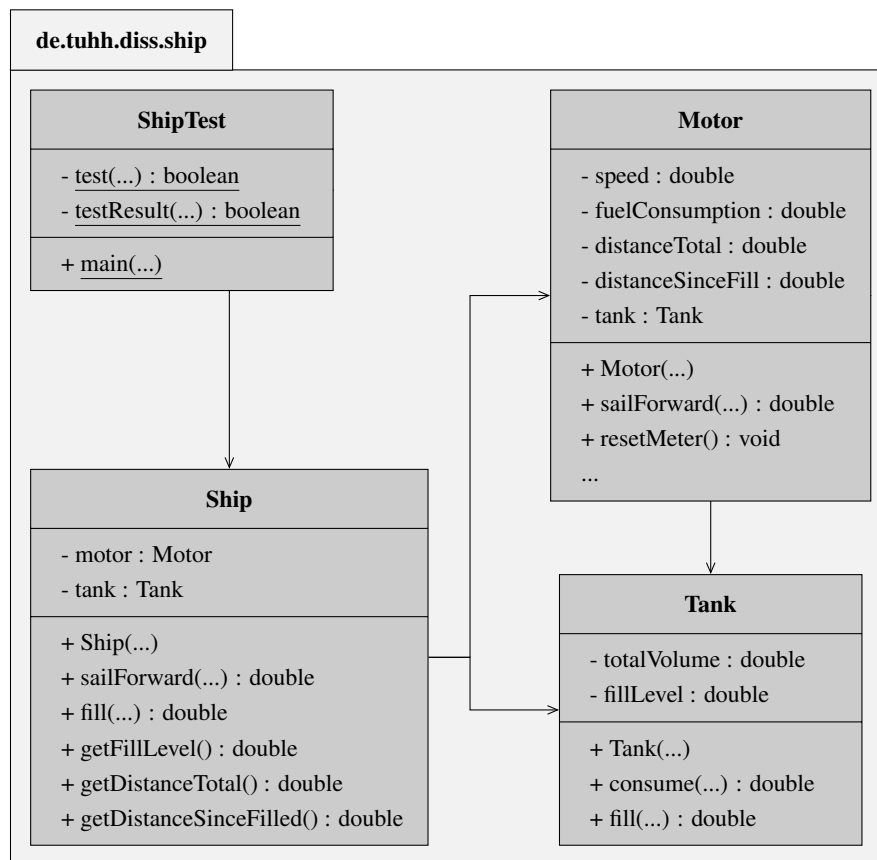 de.tuhh.diss.ship
ShipTest
- test(...) : boolean
- testResult(...) : boolean
+ main(...)
Motor
- speed : double
- fuelConsumption : double
- distanceTotal : double
- distanceSinceFill : double
- tank : Tank
+ Motor(...)
+ sailForward(...) : double
+ resetMeter() : void
...
Ship
- motor : Motor
- tank : Tank
+ Ship(...)
+ sailForward(...) : double
+ fill(...) : double
+ getFillLevel() : double
+ getDistanceTotal() : double
+ getDistanceSinceFilled() : double
Tank
- totalVolume : double
- fillLevel : double
+ Tank(...)
+ consume(...) : double
+ fill(...) : double